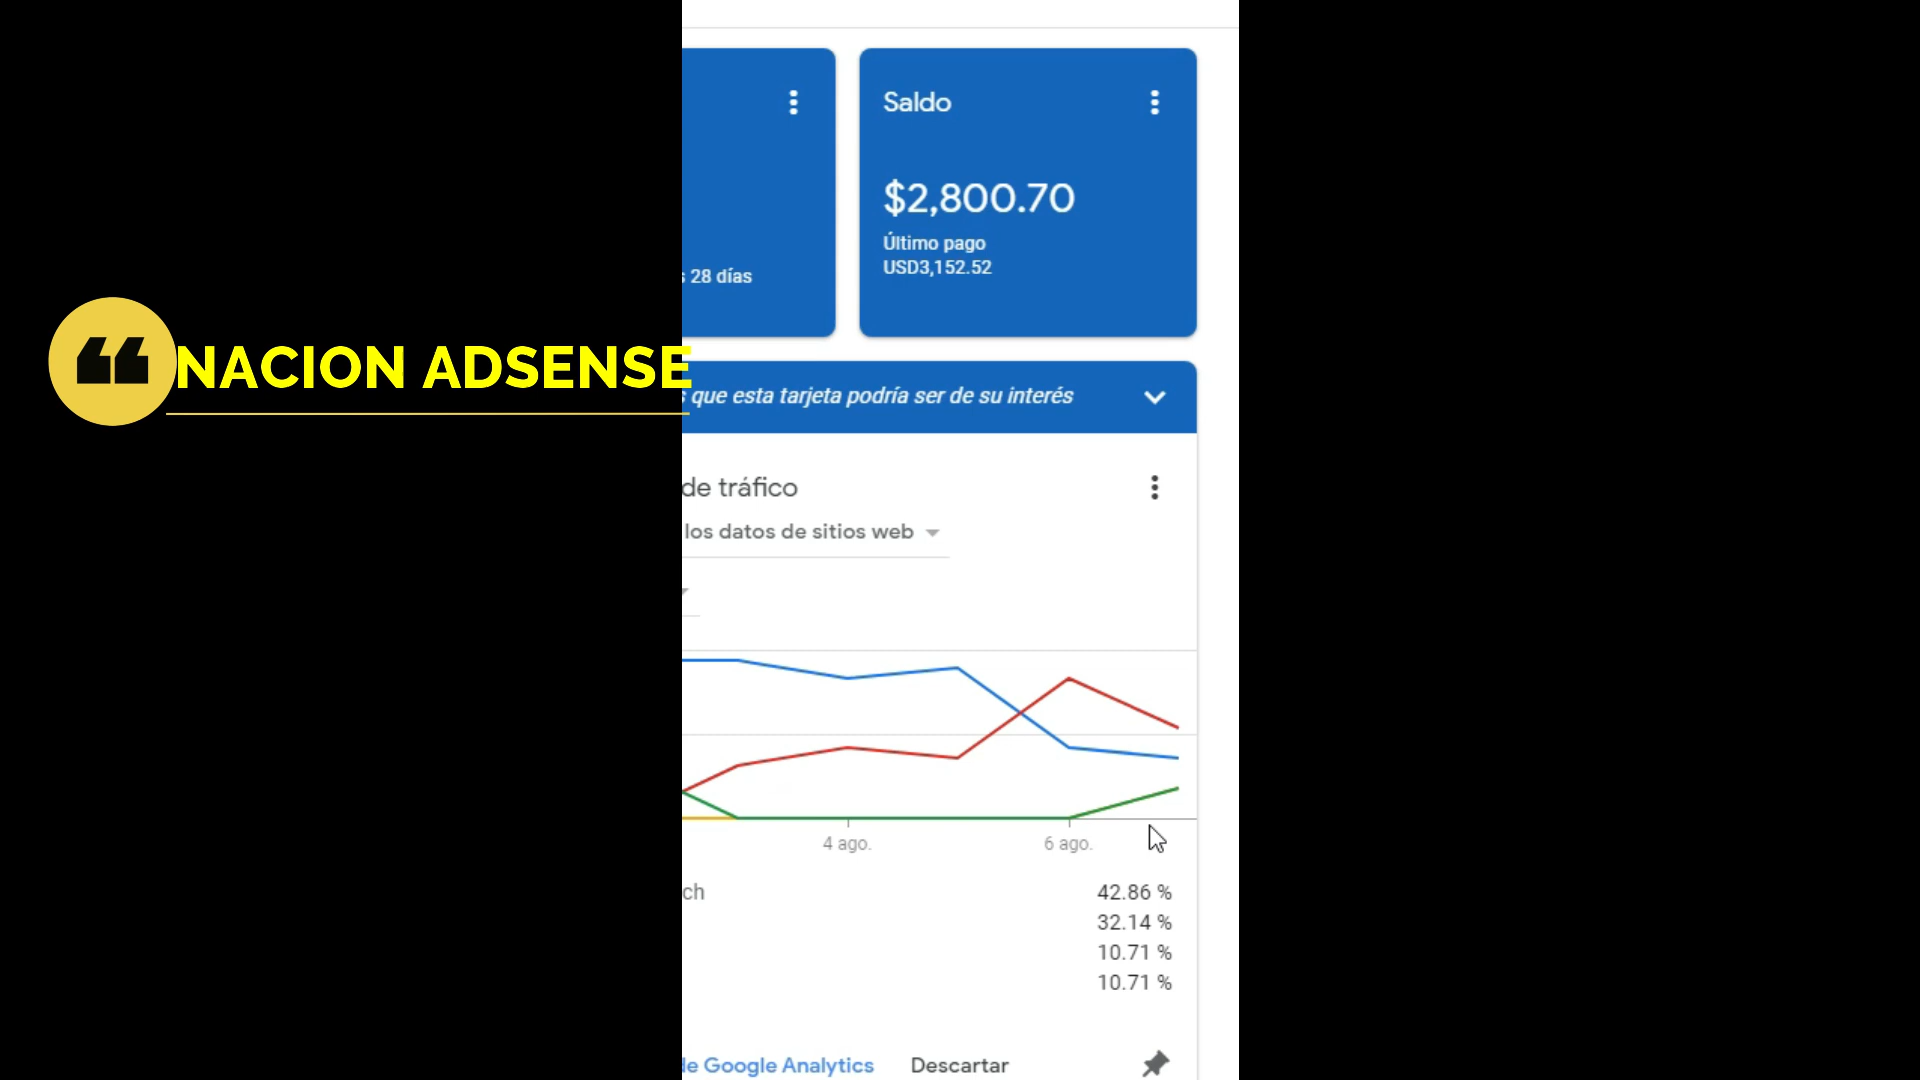 Saldo
$2,800.70
Último pago
USD3,152.52
28 días
NACION ADSENSE
que esta tarjeta podría ser de su interés
de tráfico
los datos de sitios web
4 ago.
6 ago.
ch
42.86 %
32.14 %
10.71 %
10.71 %
de Google Analytics
Descartar